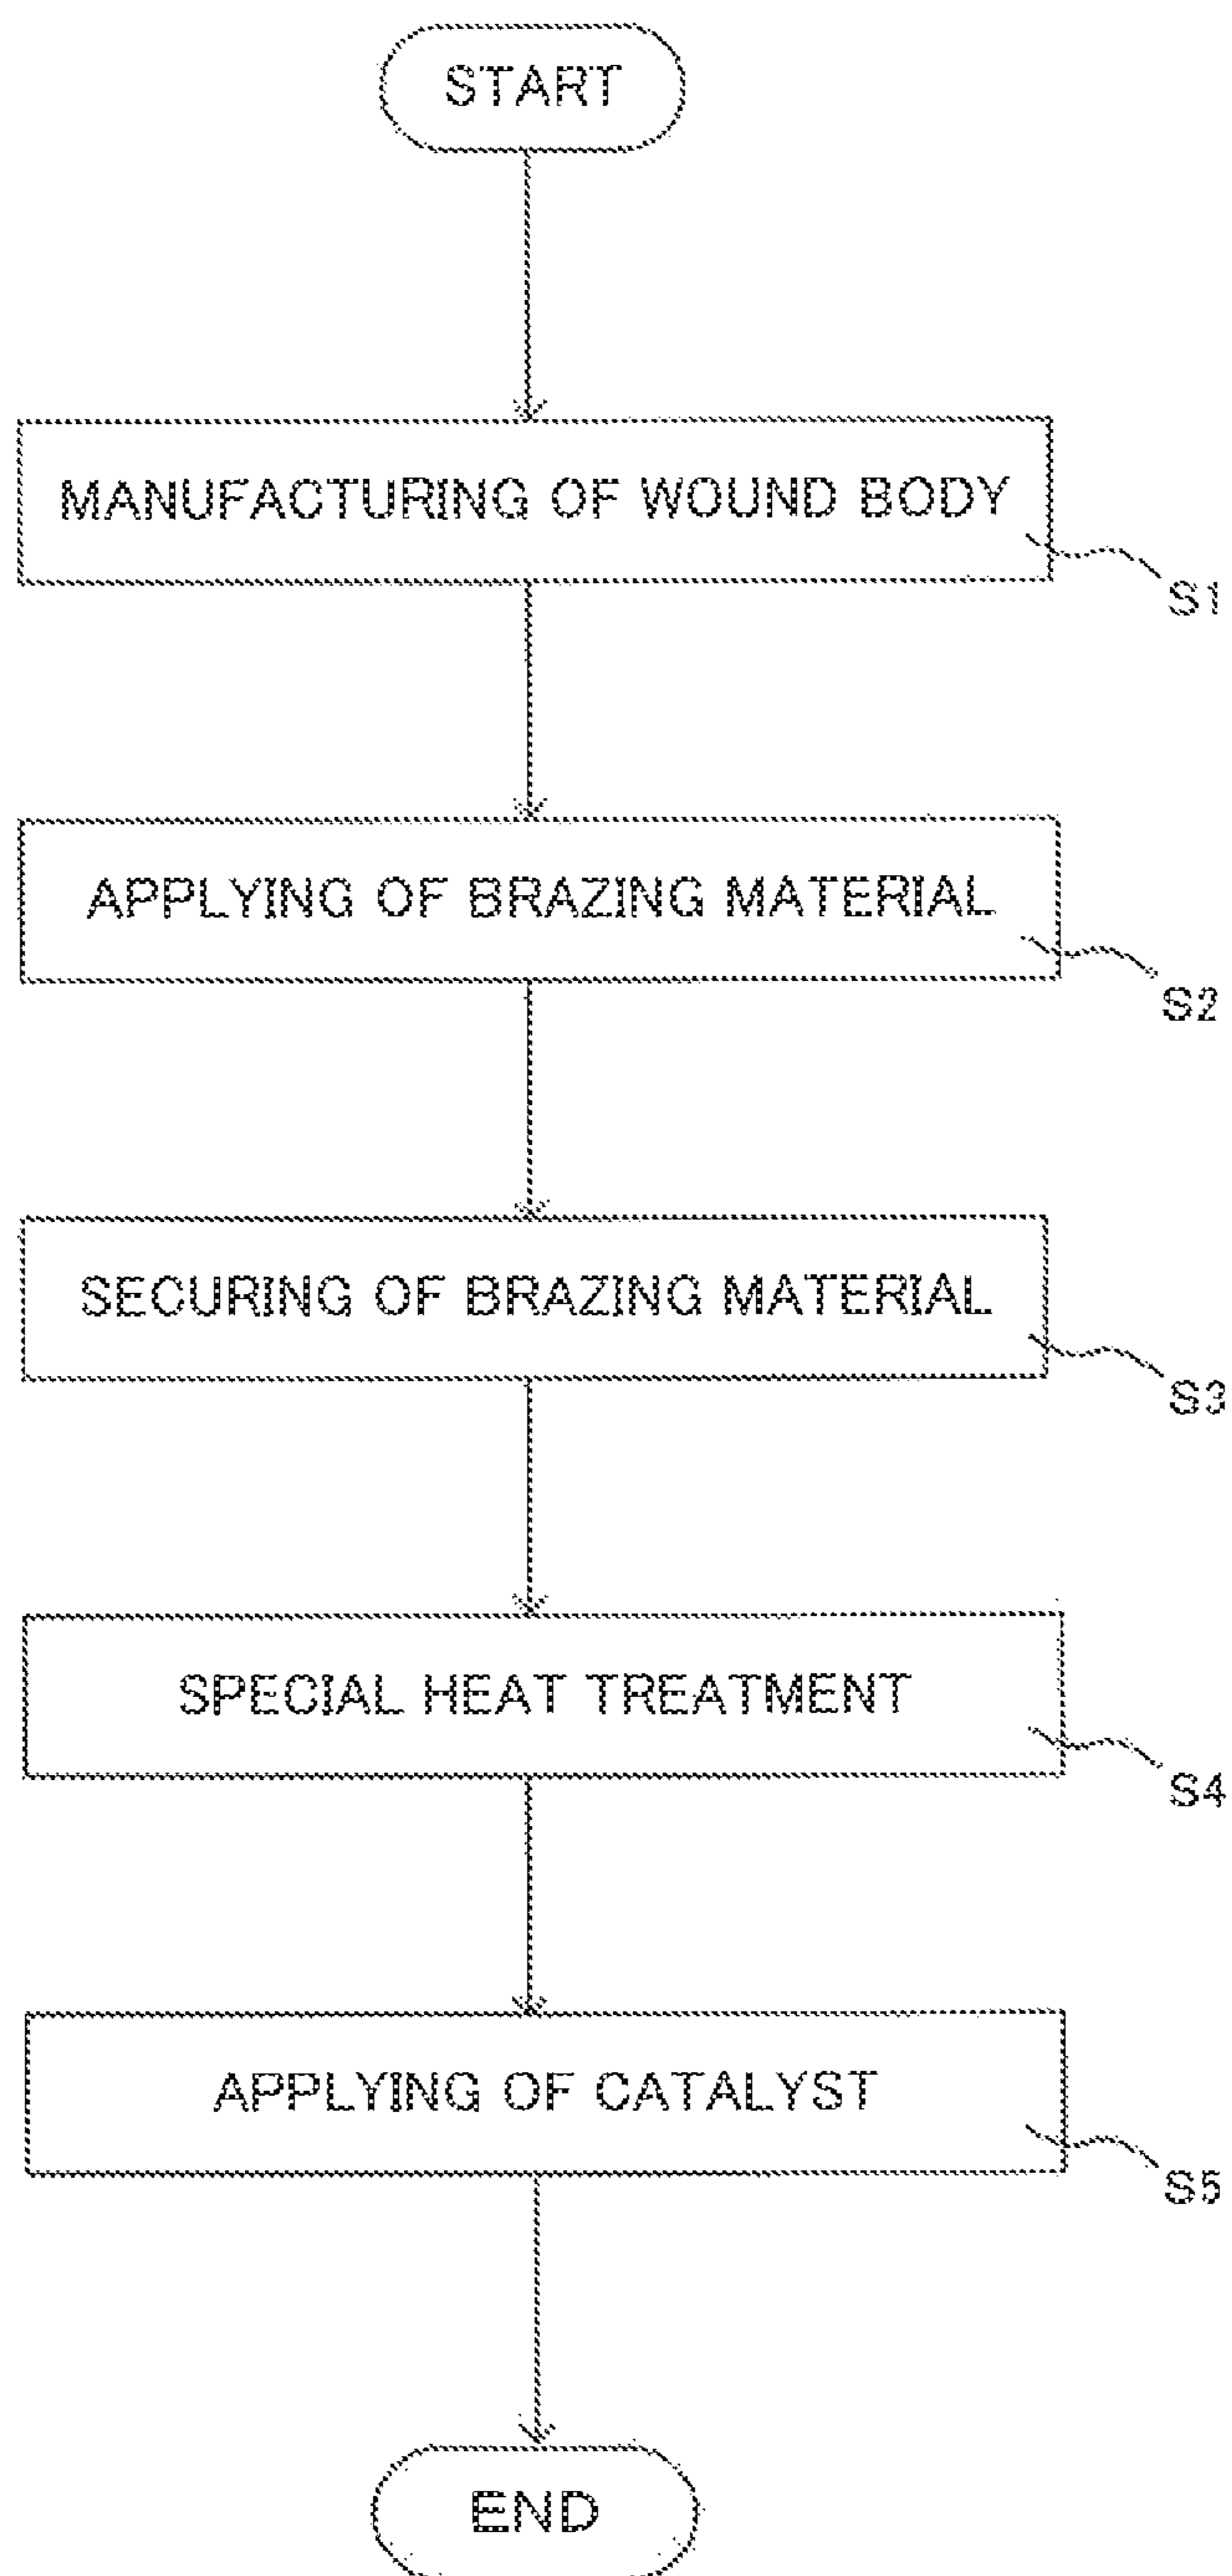 START
MANUFACTURING OF WOUND BODY
S1
APPLYING OF BRAZING MATERIAL
S2
SECURING OF BRAZING MATERIAL
S3
SPECIAL HEAT TREATMENT
S4
APPLYING OF CATALYST
S5
END